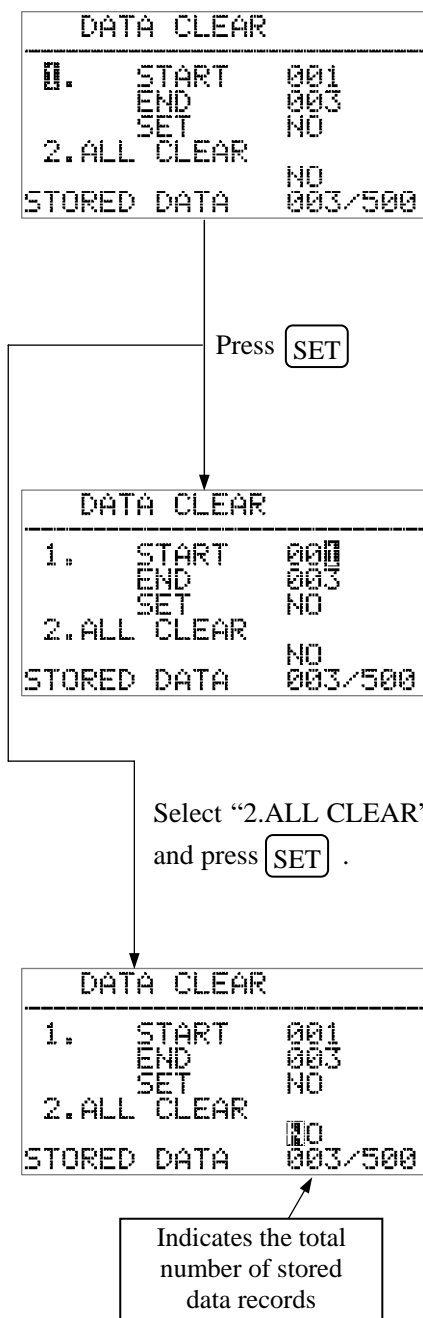 DATA CLEAR
1. START 001
END 003
SET NO
2.ALL CLEAR
NO
STORED DATA 003/500
Press SET
DATA CLEAR
1. START 001
END 003
SET NO
2.ALL CLEAR
NO
STORED DATA 003/500
Select “2.ALL CLEAR”
and press SET .
DATA CLEAR
1. START 001
END 003
SET NO
2.ALL CLEAR
NO
STORED DATA 003/500
Indicates the total
number of stored
data records